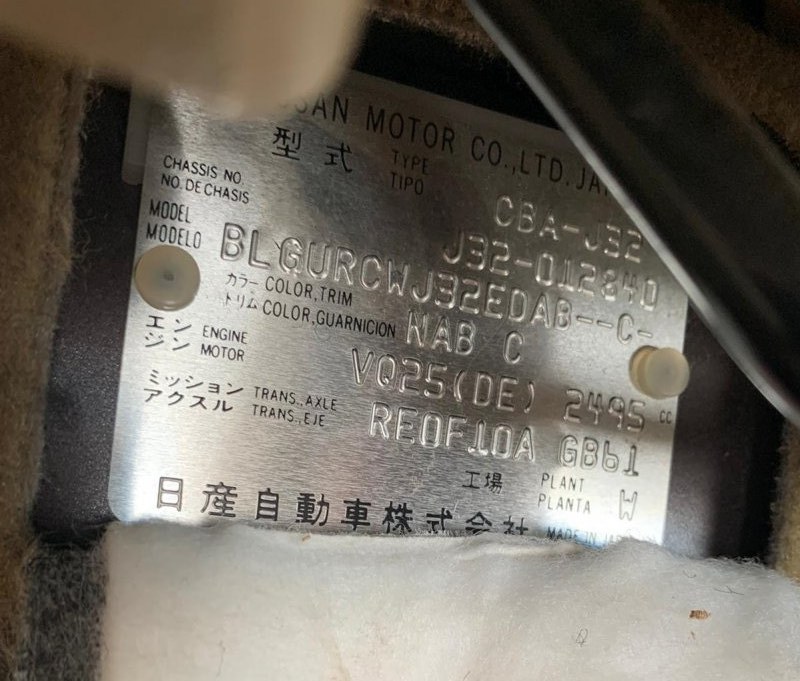 SAN MOTOR CO.,LTD. JA
型式 TYPE CBA-J32
TIPO
CHASSIS NO. J32-012840
NO. DE CHASIS
MODEL BLGURCWJ32EDAB--C-
MODELO
カラー COLOR,TRIM NAB C
トリム COLOR,GUARNICION
エンジン ENGINE VQ25(DE) 2495 CC
MOTOR
ミッション TRANS.,AXLE RE0F10A GB61
アクスル TRANS.,EJE
工場 PLANT W
PLANTA
日産自動車株式会社 MADE IN JA